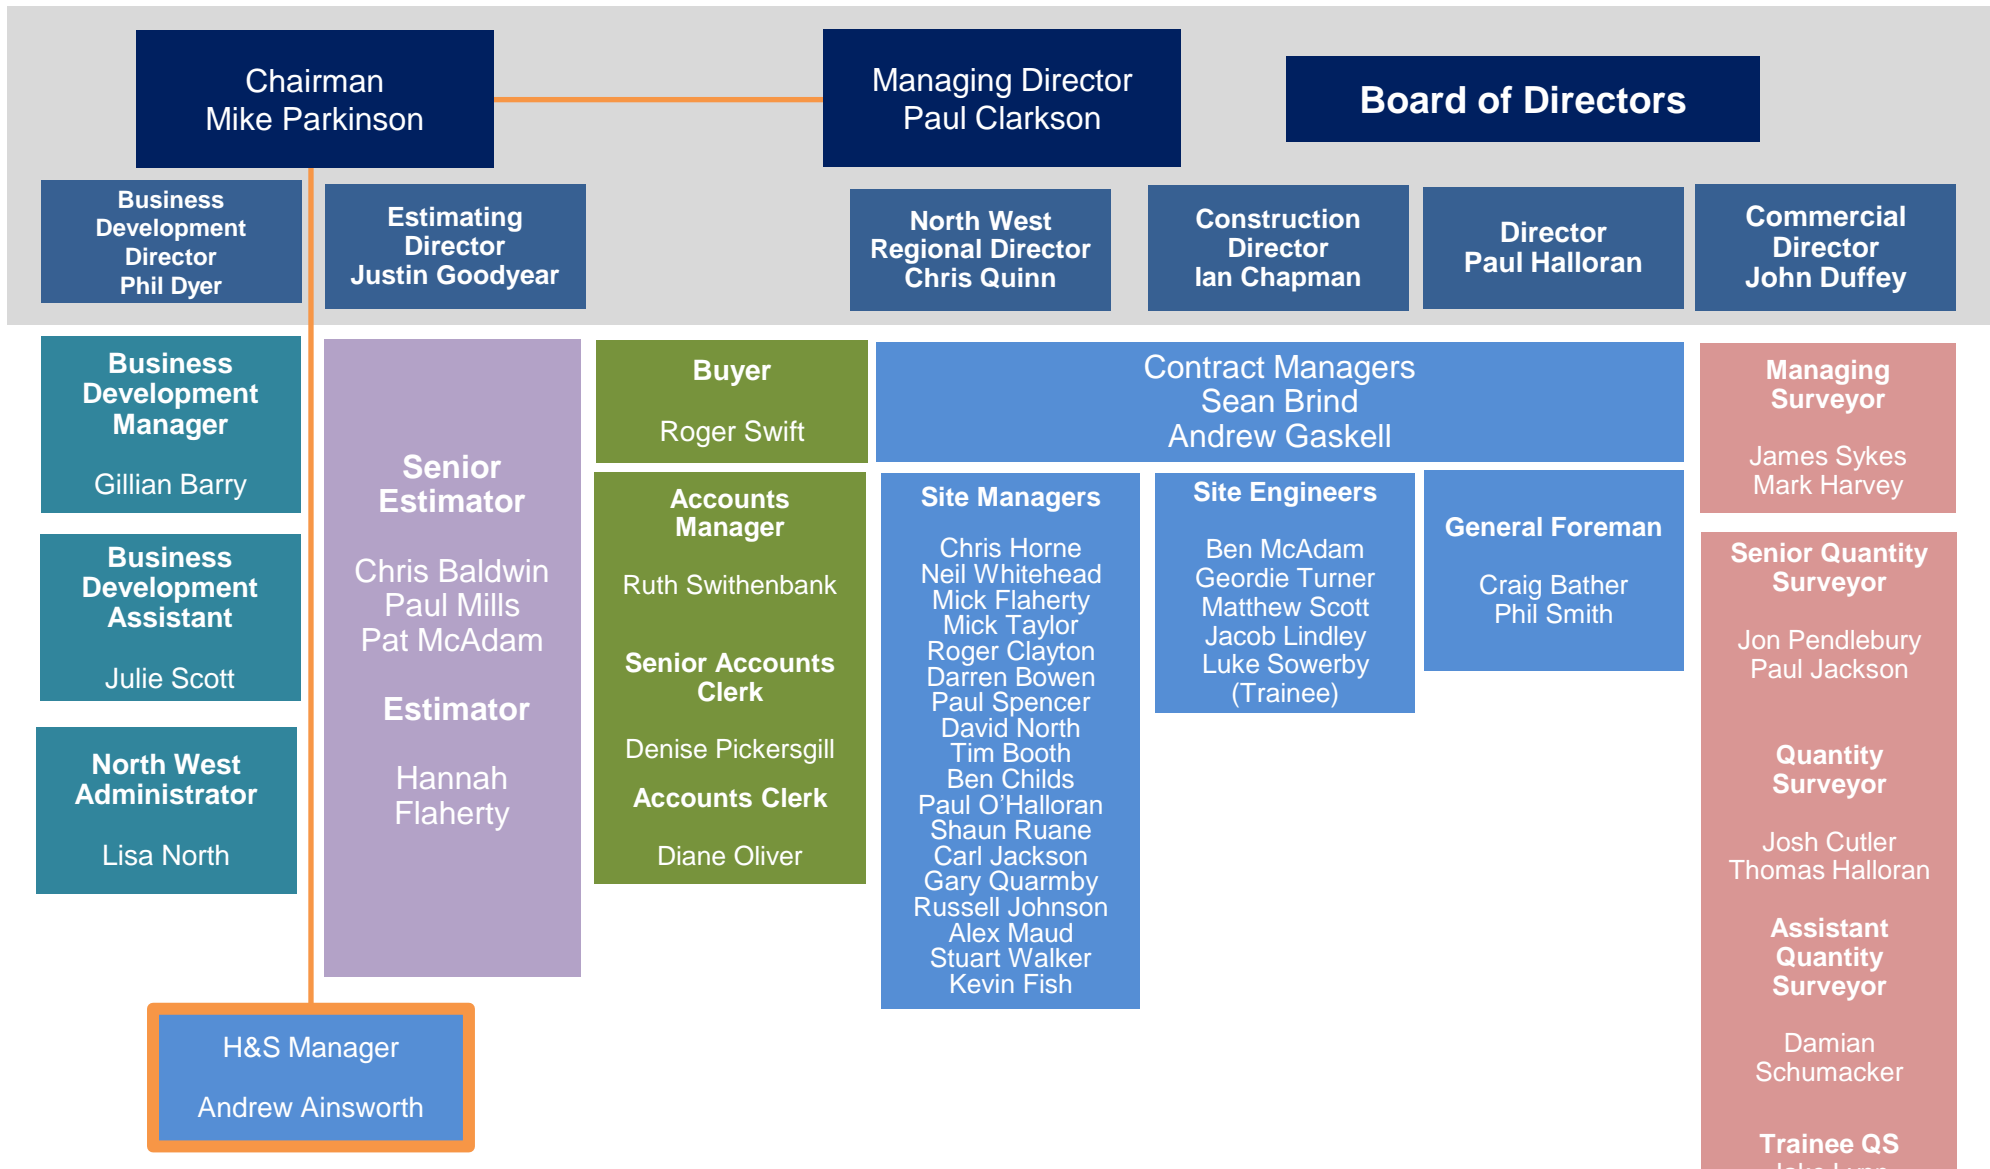 Chairman
Mike Parkinson
Managing Director
Paul Clarkson
Board of Directors
Business
Development
Director
Phil Dyer
Estimating
Director
Justin Goodyear
North West
Regional Director
Chris Quinn
Construction
Director
Ian Chapman
Director
Paul Halloran
Commercial
Director
John Duffey
Business
Development
Manager
Gillian Barry
Business
Development
Assistant
Julie Scott
North West
Administrator
Lisa North
Senior
Estimator
Chris Baldwin
Paul Mills
Pat McAdam
Estimator
Hannah
Flaherty
Buyer
Roger Swift
Accounts
Manager
Ruth Swithenbank
Senior Accounts
Clerk
Denise Pickersgill
Accounts Clerk
Diane Oliver
Contract Managers
Sean Brind
Andrew Gaskell
Site Managers
Chris Horne
Neil Whitehead
Mick Flaherty
Mick Taylor
Roger Clayton
Darren Bowen
Paul Spencer
David North
Tim Booth
Ben Childs
Paul O’Halloran
Shaun Ruane
Carl Jackson
Gary Quarmby
Russell Johnson
Alex Maud
Stuart Walker
Kevin Fish
Site Engineers
Ben McAdam
Geordie Turner
Matthew Scott
Jacob Lindley
Luke Sowerby
(Trainee)
General Foreman
Craig Bather
Phil Smith
Managing
Surveyor
James Sykes
Mark Harvey
Senior Quantity
Surveyor
Jon Pendlebury
Paul Jackson
Quantity
Surveyor
Josh Cutler
Thomas Halloran
Assistant
Quantity
Surveyor
Damian
Schumacker
Trainee QS
H&S Manager
Andrew Ainsworth